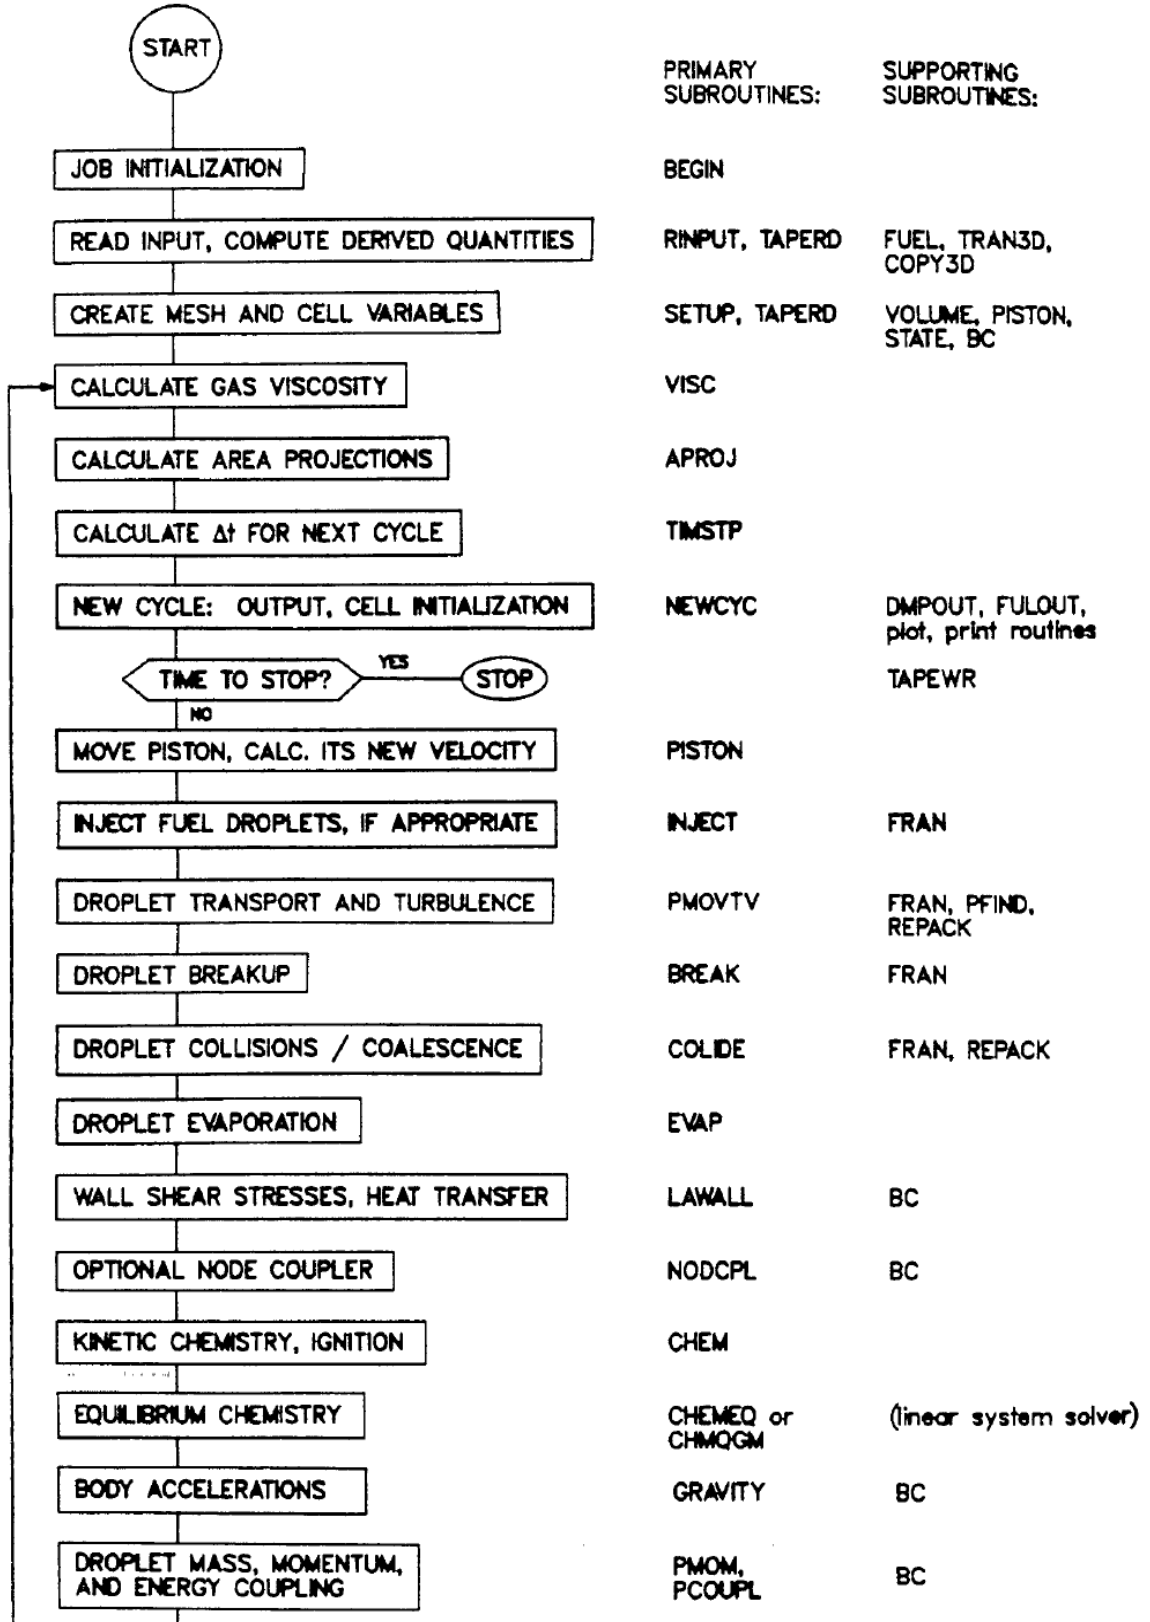 START
PRIMARY SUBROUTINES:
SUPPORTING SUBROUTINES:
JOB INITIALIZATION
BEGIN
READ INPUT, COMPUTE DERIVED QUANTITIES
RINPUT, TAPERD
FUEL, TRAN3D,
COPY3D
CREATE MESH AND CELL VARIABLES
SETUP, TAPERD
VOLUME, PISTON,
STATE, BC
CALCULATE GAS VISCOSITY
VISC
CALCULATE AREA PROJECTIONS
APROJ
CALCULATE Δt FOR NEXT CYCLE
TIMSTP
NEW CYCLE: OUTPUT, CELL INITIALIZATION
NEWCYC
DMPOUT, FULOUT,
plot, print routines
TIME TO STOP?
YES
STOP
TAPEWR
NO
MOVE PISTON, CALC. ITS NEW VELOCITY
PISTON
INJECT FUEL DROPLETS, IF APPROPRIATE
INJECT
FRAN
DROPLET TRANSPORT AND TURBULENCE
PMOVTV
FRAN, PFIND,
REPACK
DROPLET BREAKUP
BREAK
FRAN
DROPLET COLLISIONS / COALESCENCE
COLIDE
FRAN, REPACK
DROPLET EVAPORATION
EVAP
WALL SHEAR STRESSES, HEAT TRANSFER
LAWALL
BC
OPTIONAL NODE COUPLER
NODCPL
BC
KINETIC CHEMISTRY, IGNITION
CHEM
EQUILIBRIUM CHEMISTRY
CHEMEQ or
CHMQGM
(linear system solver)
BODY ACCELERATIONS
GRAVITY
BC
DROPLET MASS, MOMENTUM,
AND ENERGY COUPLING
PMOM,
PCOUPL
BC